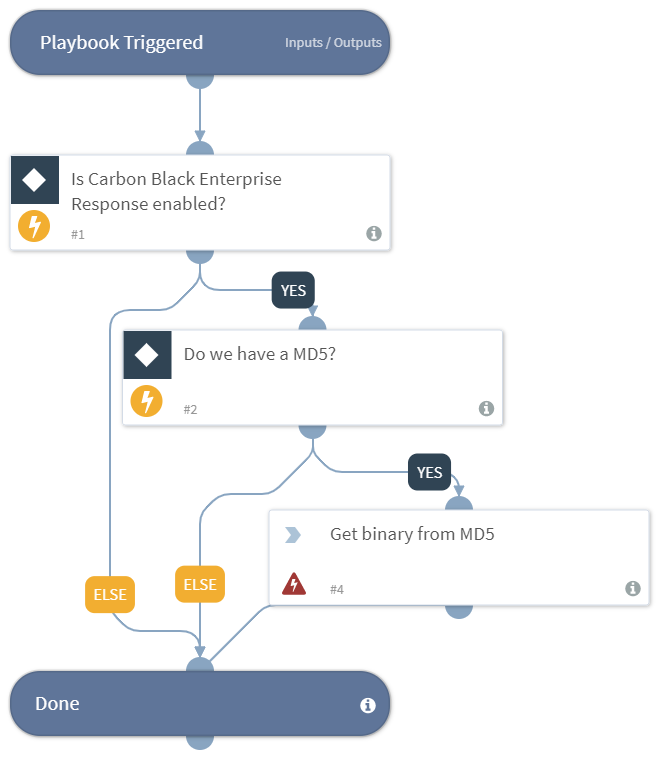 Playbook Triggered
Inputs / Outputs
Is Carbon Black Enterprise
Response enabled?
#1
YES
Do we have a MD5?
#2
YES
Get binary from MD5
#4
ELSE
ELSE
Done